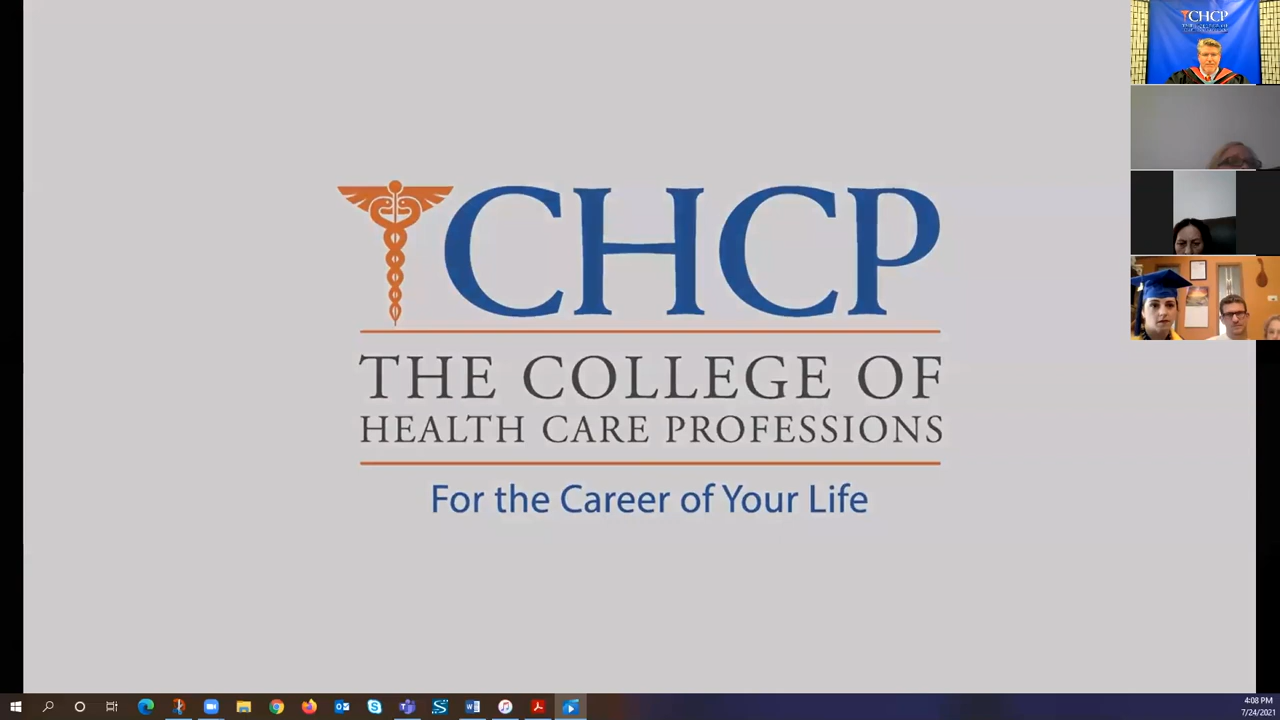 CHCP
THE COLLEGE OF
HEALTH CARE PROFESSIONS
For the Career of Your Life
CHCP
4:08 PM
7/24/2021